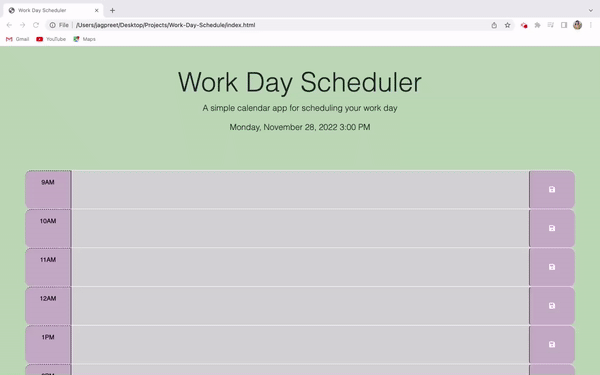 Work Day Scheduler
File
/Users/jagpreet/Desktop/Projects/Work-Day-Schedule/index.html
Gmail
YouTube
Maps
Work Day Scheduler
A simple calendar app for scheduling your work day
Monday, November 28, 2022 3:00 PM
9AM
10AM
11AM
12AM
1PM